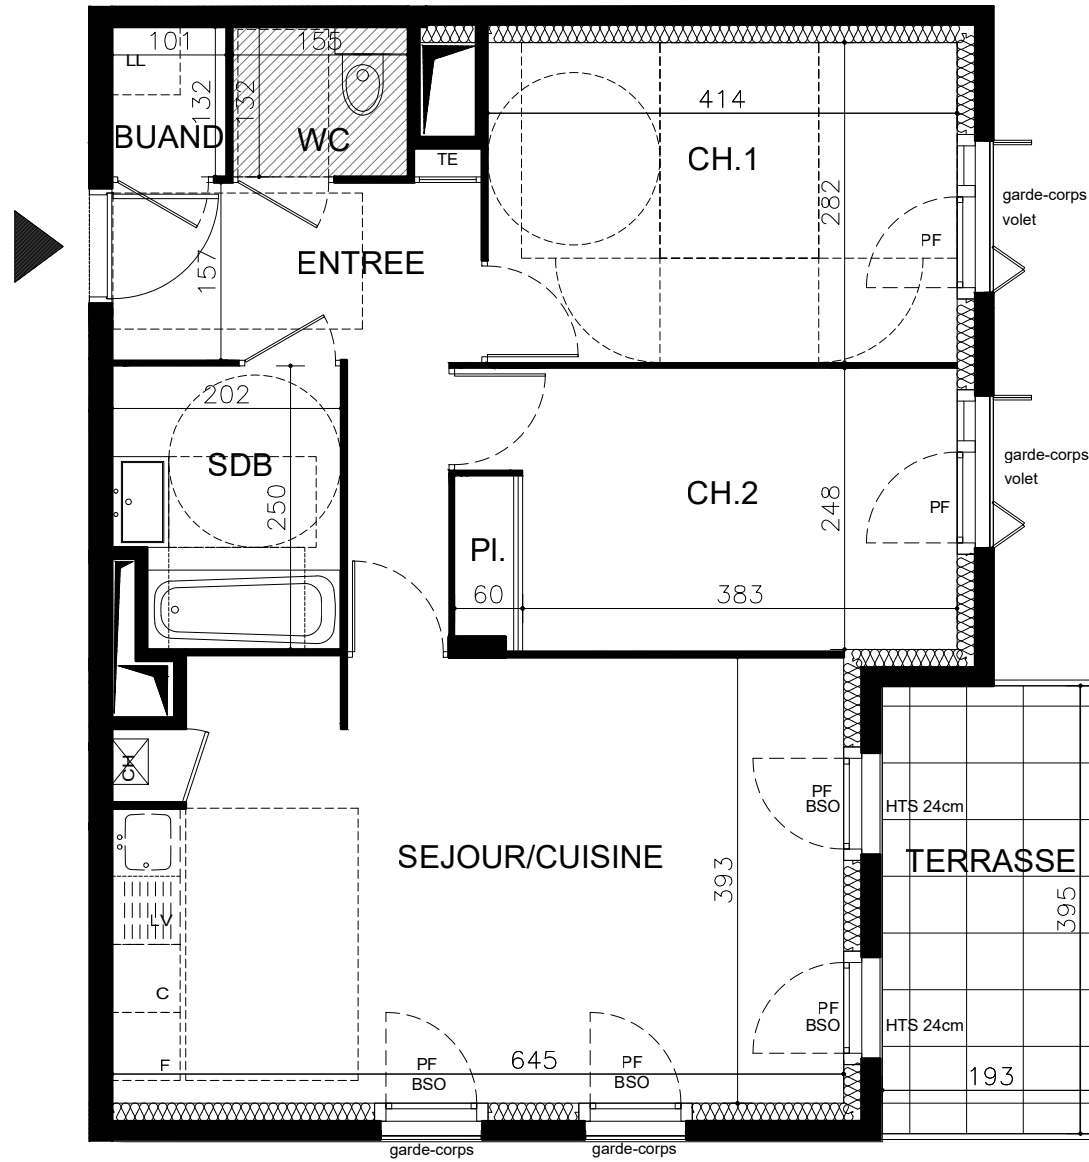 101
155
LL
132
132
BUAND
WC
TE
414
CH.1
282
PF
garde-corps
volet
ENTREE
157
202
SDB
250
CH.2
248
PF
garde-corps
volet
Pl.
60
383
CH
SEJOUR/CUISINE
393
PF
BSO
HTS 24cm
TERRASSE
395
LV
C
F
PF
BSO
HTS 24cm
645
PF
BSO
PF
BSO
193
garde-corps
garde-corps